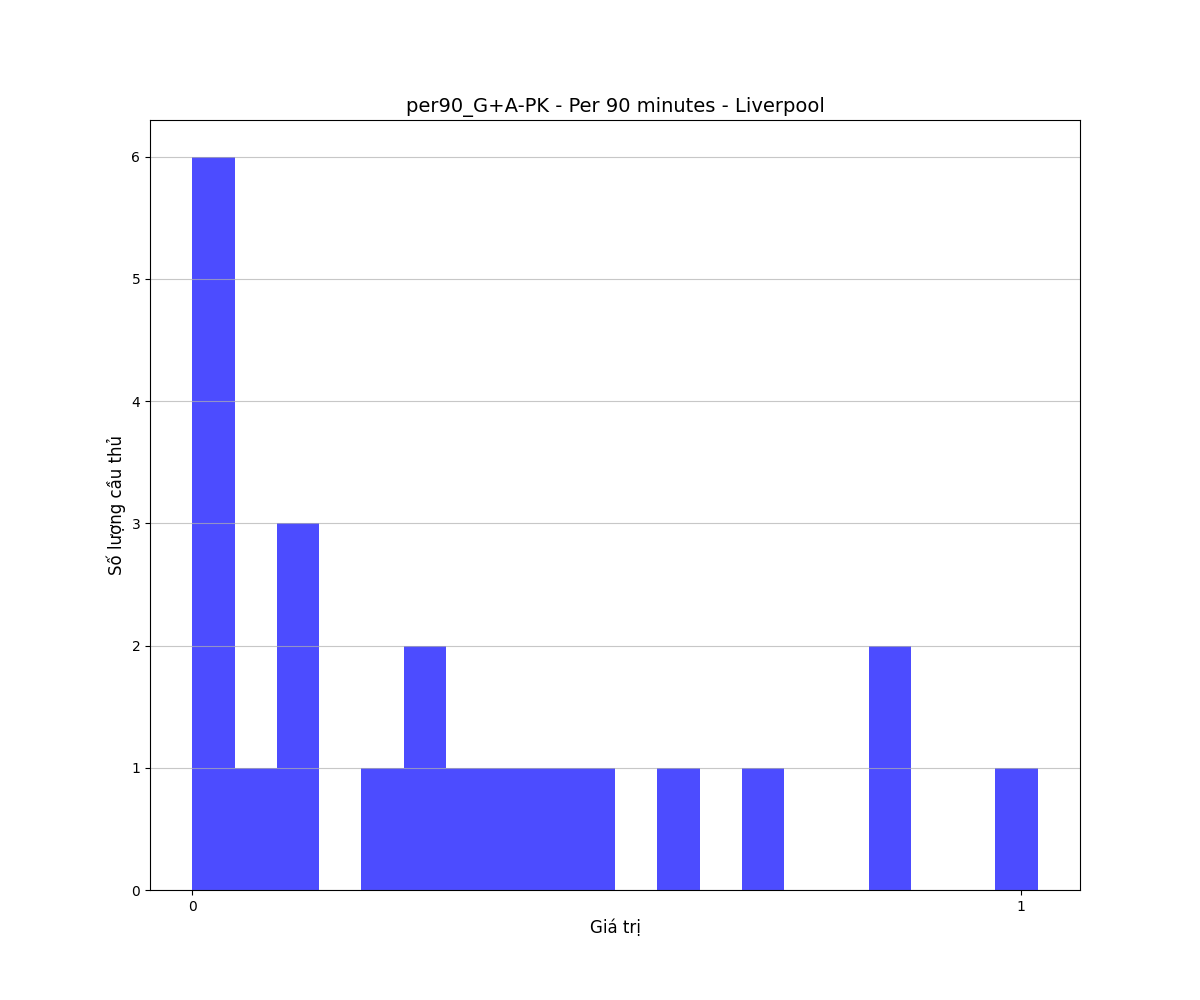 per90_G+A-PK - Per 90 minutes - Liverpool
6
5
4
3
2
1
0
Số lượng cầu thủ
0 1
Giá trị